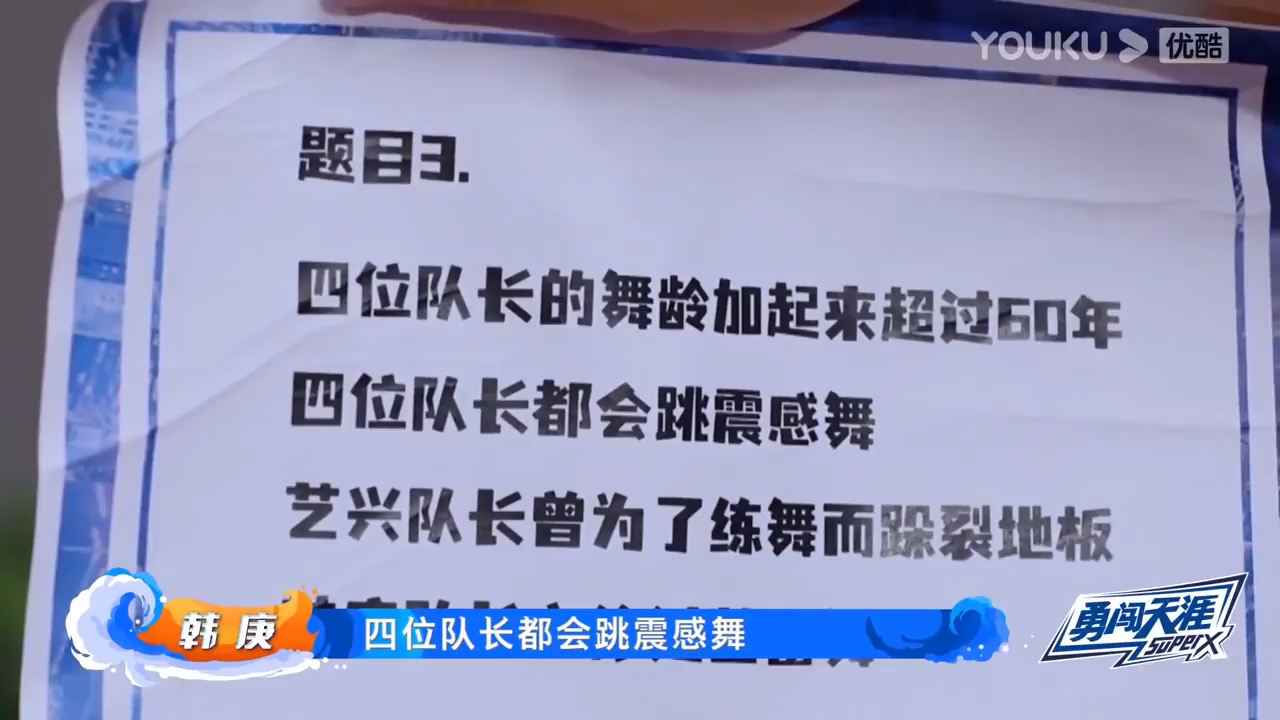 YOUKU 优酷
题目3.
四位队长的舞龄加起来超过60年
四位队长都会跳震感舞
艺兴队长曾为了练舞而跺裂地板
韩庚
四位队长都会跳震感舞
勇闯天涯
SUPERX